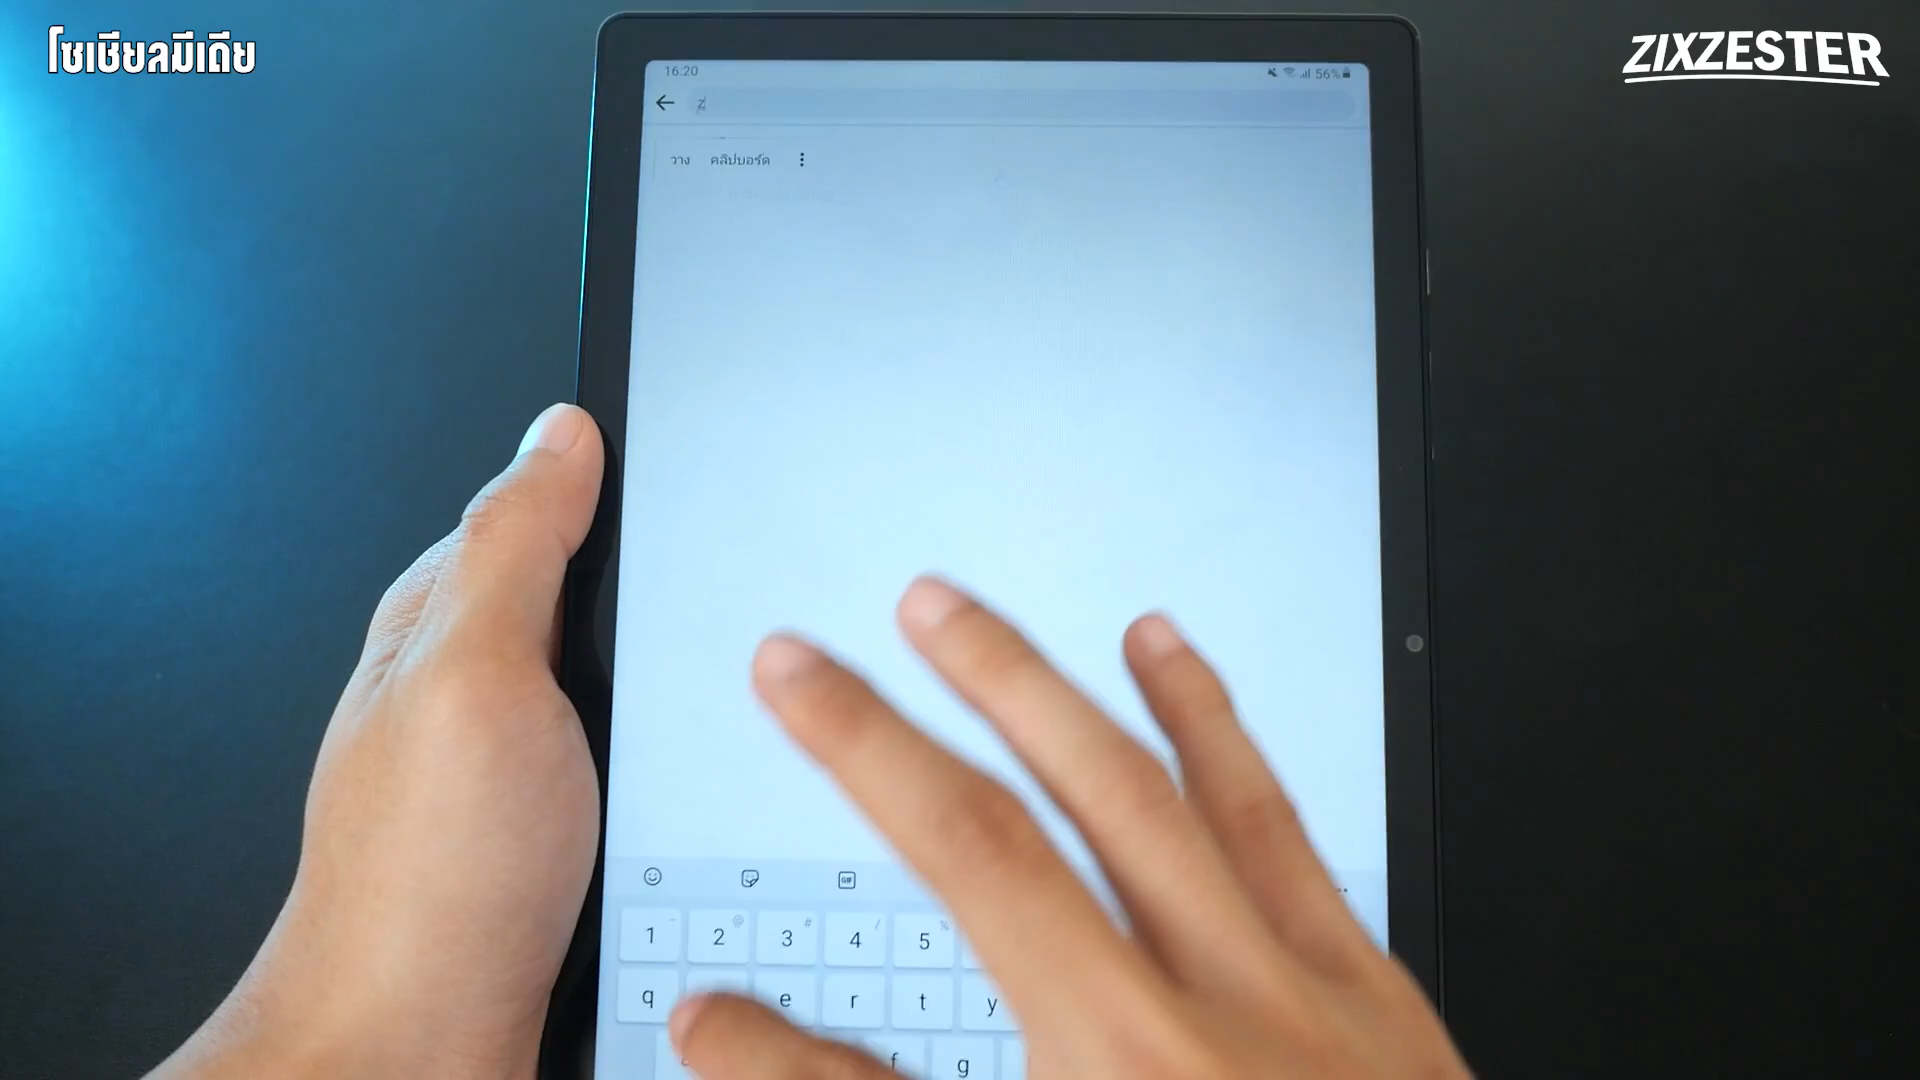 โซเชียลมีเดีย
ZIXZESTER
16:20
56%
z
วาง คลิปบอร์ด
GIF
1 2 3 4 5
@ # / %
q e r t y
f g